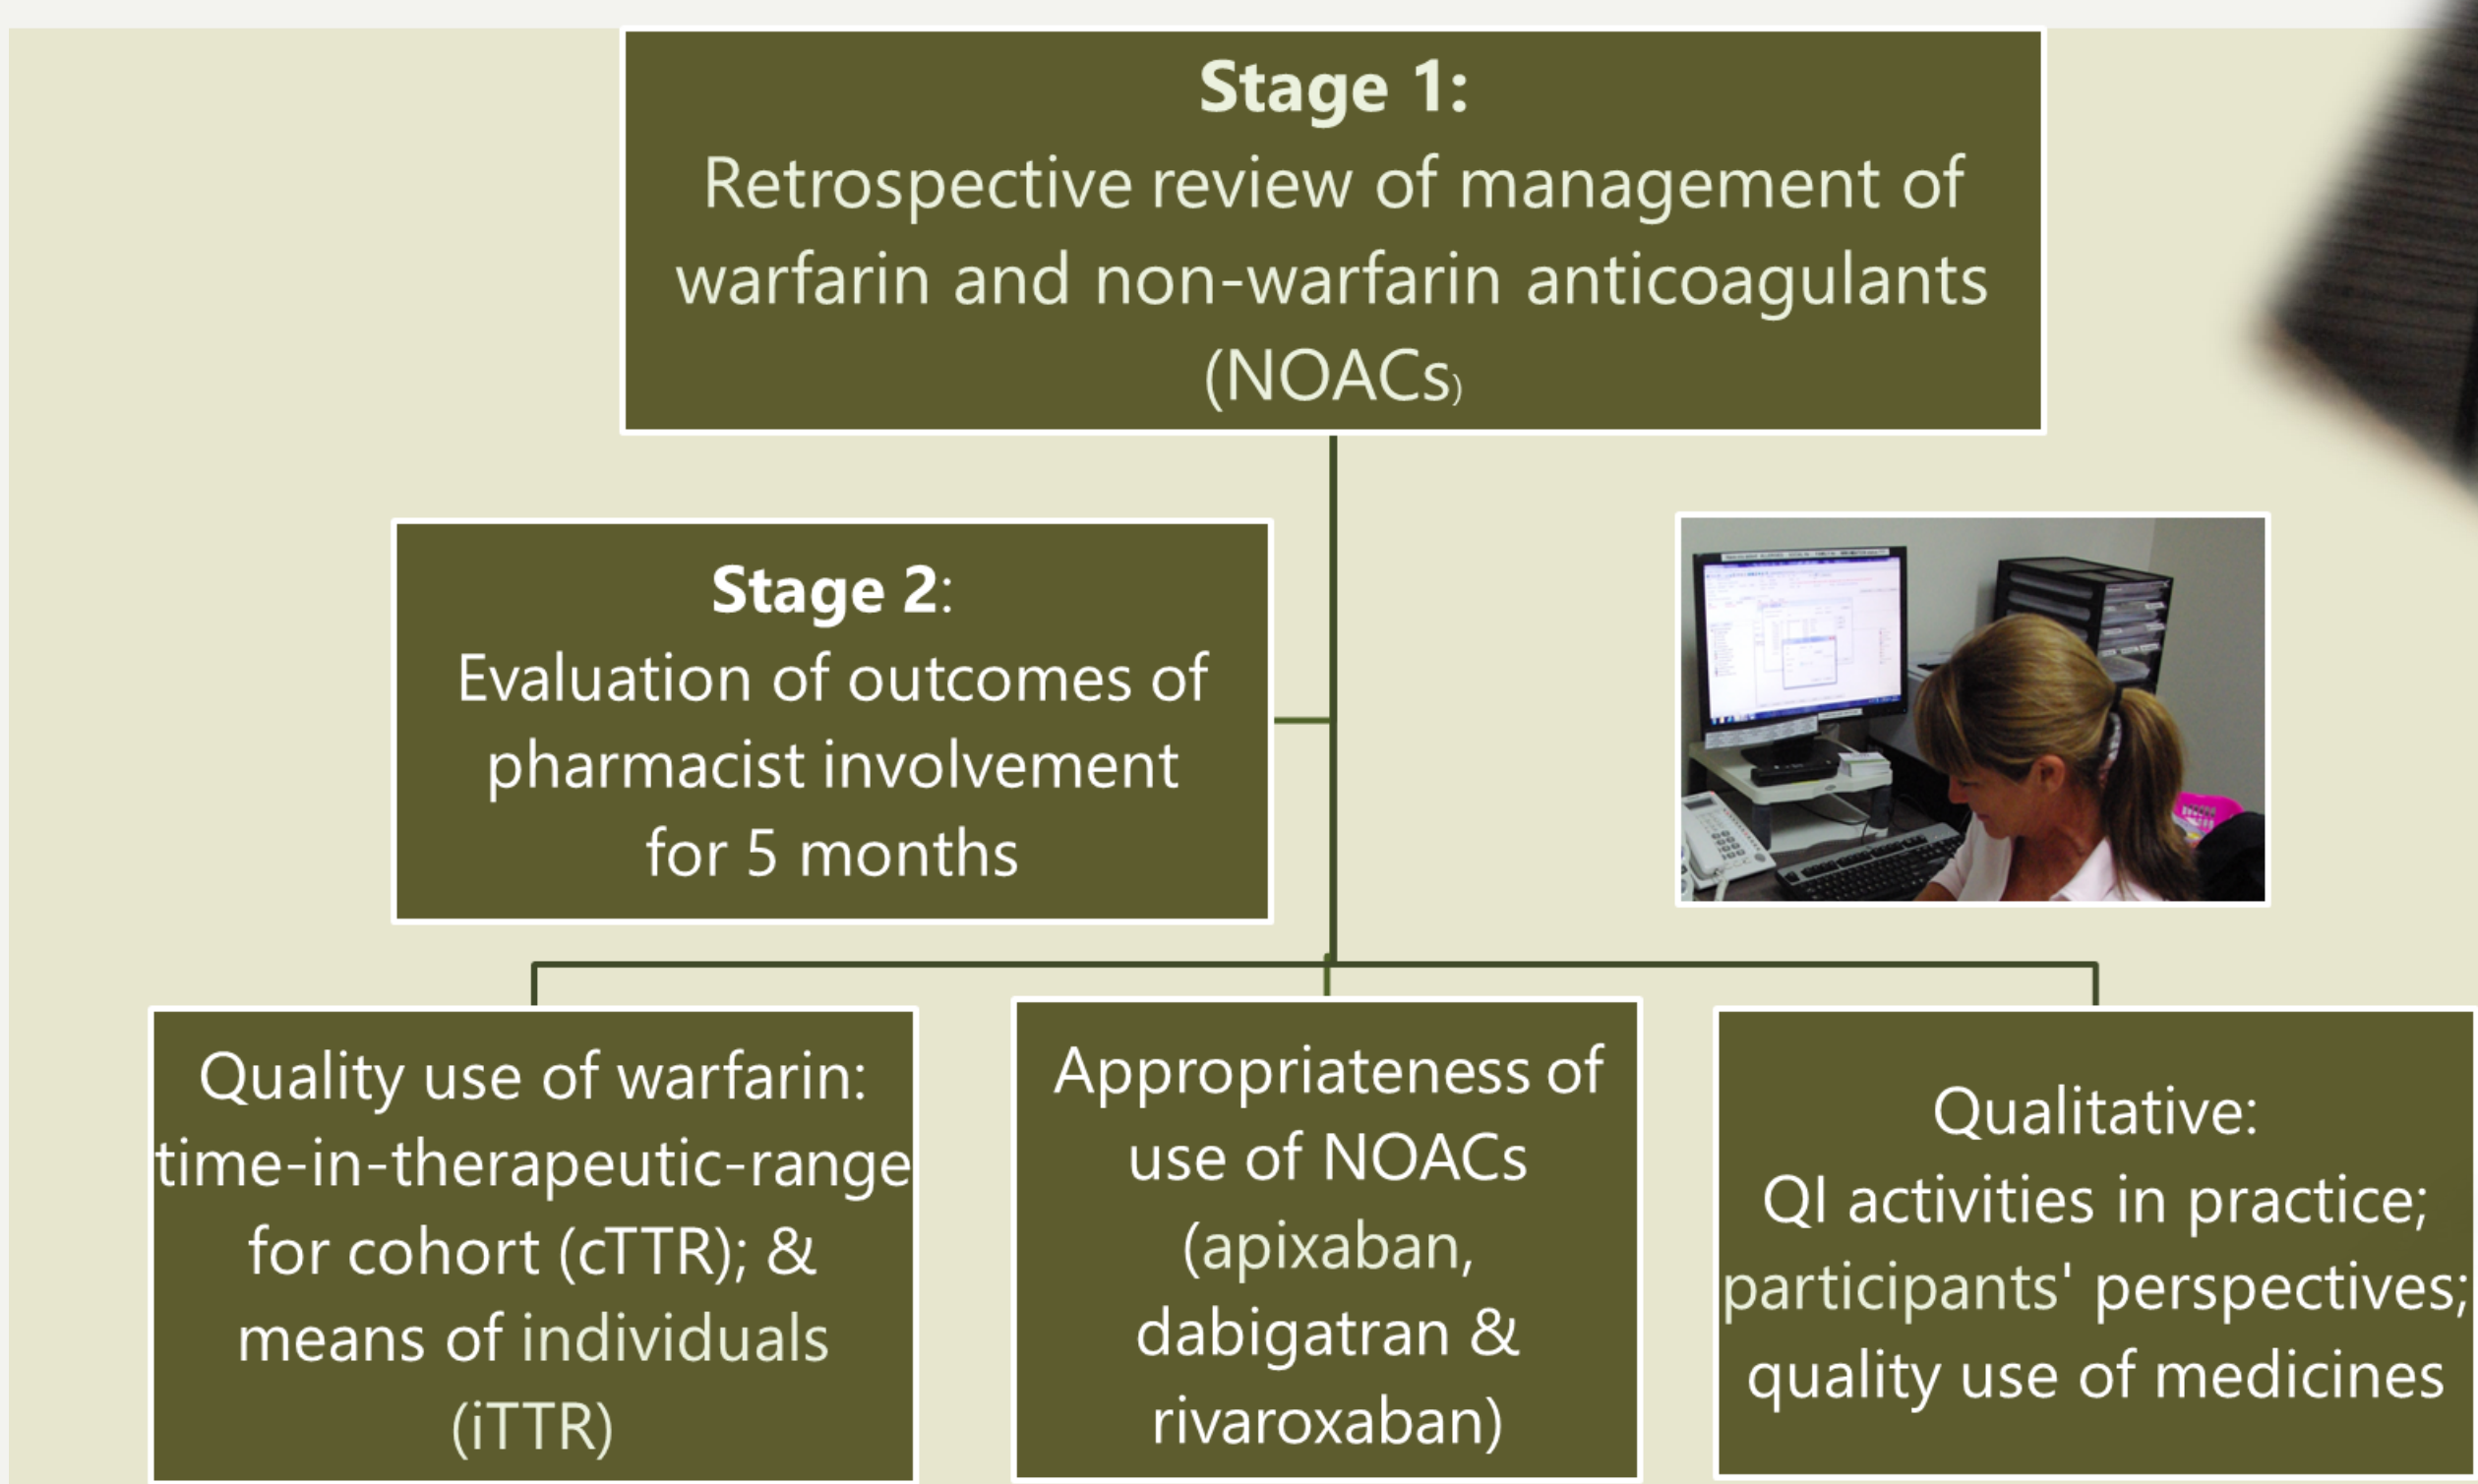 Stage 1:
Retrospective review of management of
warfarin and non-warfarin anticoagulants
(NOACs)
Stage 2:
Evaluation of outcomes of
pharmacist involvement
for 5 months
Quality use of warfarin:
time-in-therapeutic-range
for cohort (cTTR); &
means of individuals
(iTTR)
Appropriateness of
use of NOACs
(apixaban,
dabigatran &
rivaroxaban)
Qualitative:
QI activities in practice;
participants' perspectives;
quality use of medicines